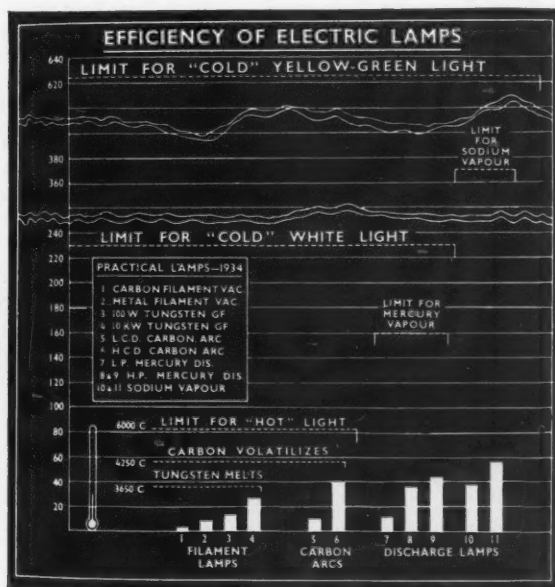 EFFICIENCY OF ELECTRIC LAMPS
640
LIMIT FOR "COLD" YELLOW-GREEN LIGHT
620
LIMIT
FOR
SODIUM
VAPOUR
380
360
240
LIMIT FOR "COLD" WHITE LIGHT
220
200
180
160
140
120
100
80
60
40
20
PRACTICAL LAMPS—1934
1 CARBON FILAMENT VAC.
2 METAL FILAMENT VAC.
3 100 W TUNGSTEN GF
4 10 KW TUNGSTEN GF
5 L.C.D. CARBON ARC
6 H.C.D CARBON ARC
7 L.P. MERCURY DIS.
8&9 H.P. MERCURY DIS
10&11 SODIUM VAPOUR
LIMIT FOR
MERCURY
VAPOUR
6000 C
LIMIT FOR "HOT" LIGHT
CARBON VOLATILIZES
4250 C
TUNGSTEN MELTS
3650 C
1 2 3 4 5 6 7 8 9 10 11
FILAMENT
LAMPS
CARBON
ARCS
DISCHARGE LAMPS